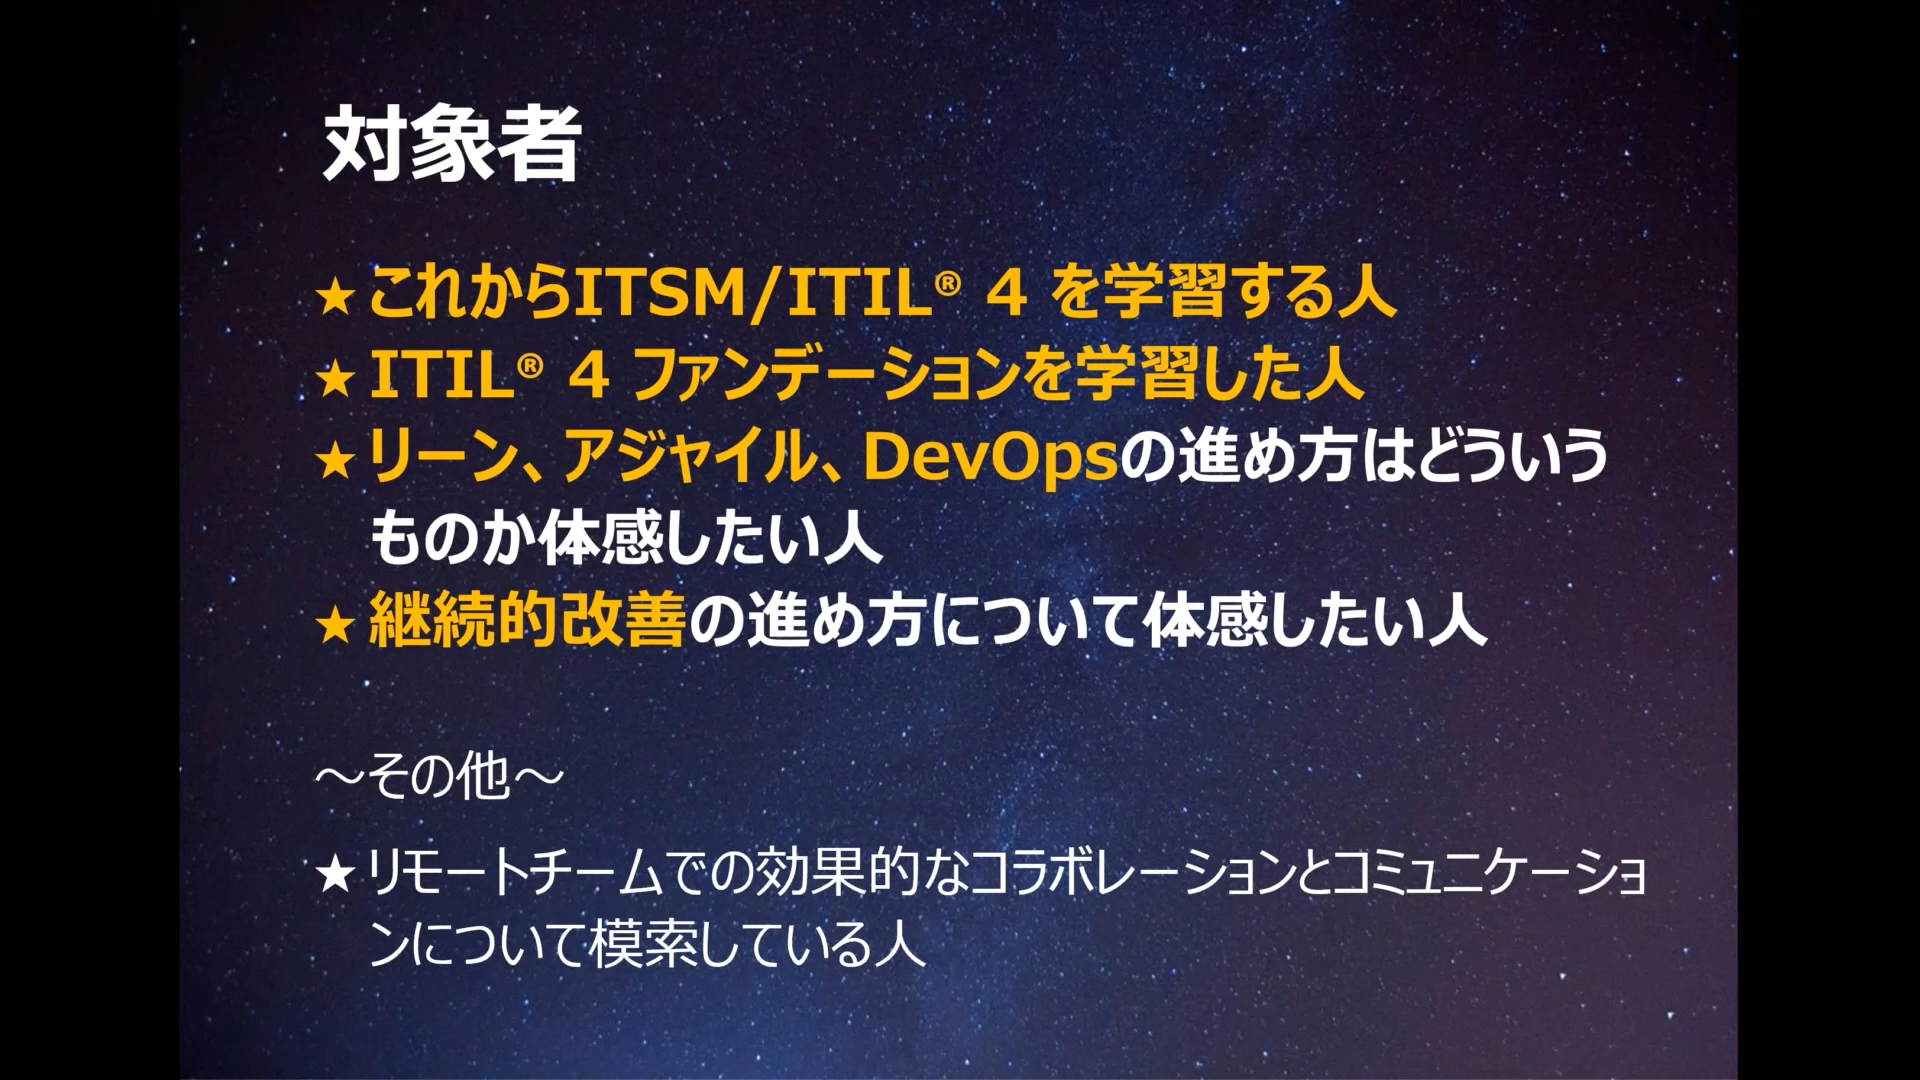 対象者
★これからITSM/ITIL® 4 を学習する人
★ITIL® 4 ファンデーションを学習した人
★リーン、アジャイル、DevOpsの進め方はどういう
ものか体感したい人
★継続的改善の進め方について体感したい人
～その他～
★リモートチームでの効果的なコラボレーションとコミュニケーショ
ンについて模索している人